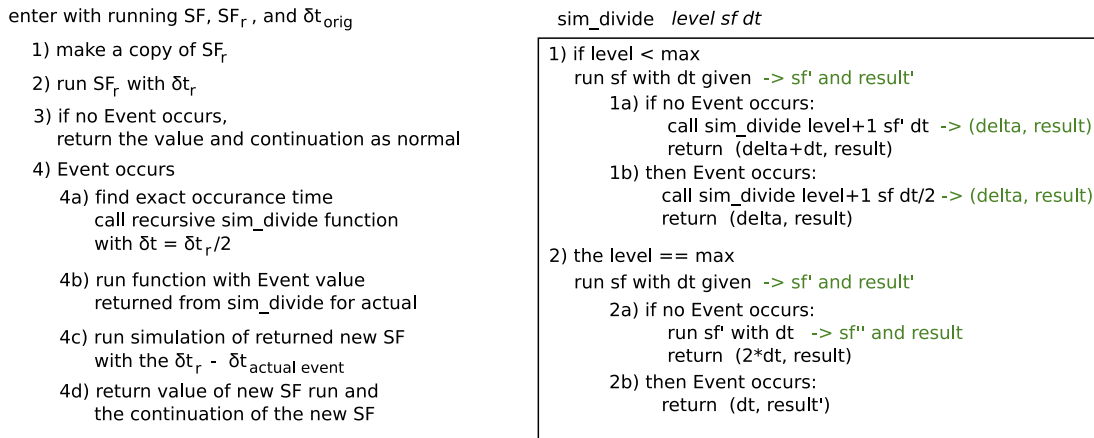 enter with running SF, SFr , and δt orig
1) make a copy of SFr
2) run SFr with δtr
3) if no Event occurs,
return the value and continuation as normal
4) Event occurs
4a) find exact occurance time
call recursive sim_divide function
with δt = δtr/2
4b) run function with Event value
returned from sim_divide for actual
4c) run simulation of returned new SF
with the δtr - δt actual event
4d) return value of new SF run and
the continuation of the new SF
sim_divide level sf dt
1) if level < max
run sf with dt given -> sf' and result'
1a) if no Event occurs:
call sim_divide level+1 sf' dt -> (delta, result)
return (delta+dt, result)
1b) then Event occurs:
call sim_divide level+1 sf dt/2 -> (delta, result)
return (delta, result)
2) the level == max
run sf with dt given -> sf' and result'
2a) if no Event occurs:
run sf' with dt -> sf'' and result
return (2*dt, result)
2b) then Event occurs:
return (dt, result')